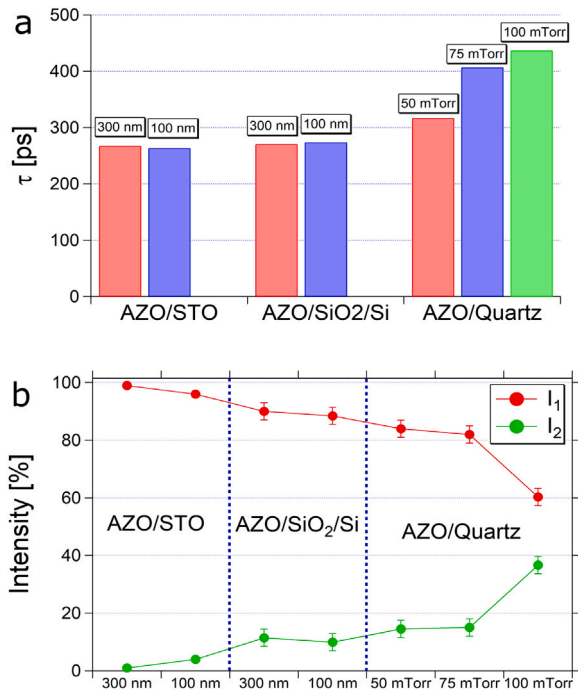 a
500
400
300
200
100
0
τ [ps]
300 nm
100 nm
300 nm
100 nm
50 mTorr
75 mTorr
100 mTorr
AZO/STO
AZO/SiO2/Si
AZO/Quartz
b
100
80
60
40
20
0
Intensity [%]
I₁
I₂
AZO/STO
AZO/SiO₂/Si
AZO/Quartz
300 nm
100 nm
300 nm
100 nm
50 mTorr
75 mTorr
100 mTorr